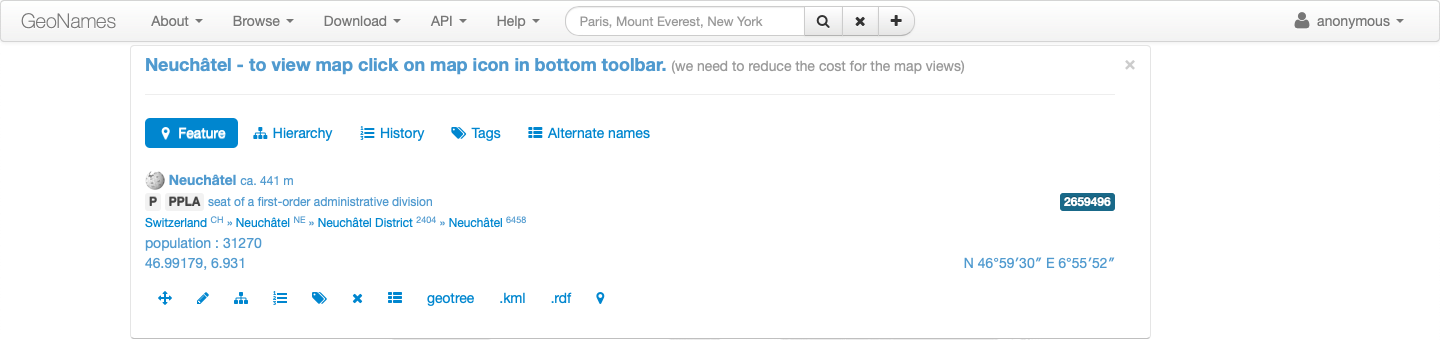 GeoNames About Browse Download API Help Paris, Mount Everest, New York anonymous
Neuchâtel - to view map click on map icon in bottom toolbar. (we need to reduce the cost for the map views) ×
Feature Hierarchy History Tags Alternate names
Neuchâtel ca. 441 m
P PPLA seat of a first-order administrative division 2659496
Switzerland CH » Neuchâtel NE » Neuchâtel District 2404 » Neuchâtel 6458
population : 31270
46.99179, 6.931 N 46°59′30″ E 6°55′52″
geotree .kml .rdf